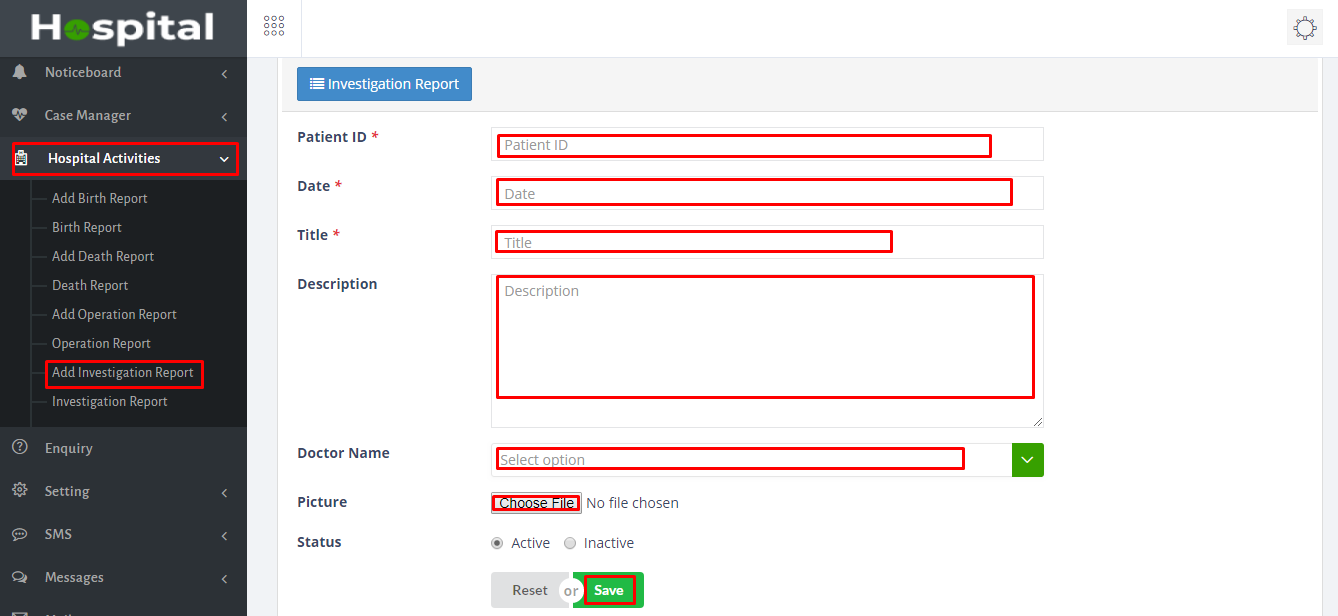 Hospital
Noticeboard
Case Manager
Hospital Activities
Add Birth Report
Birth Report
Add Death Report
Death Report
Add Operation Report
Operation Report
Add Investigation Report
Investigation Report
Enquiry
Setting
SMS
Messages
Investigation Report
Patient ID *
Patient ID
Date *
Date
Title *
Title
Description
Description
Doctor Name
Select option
Picture
Choose File No file chosen
Status
Active Inactive
Reset or Save